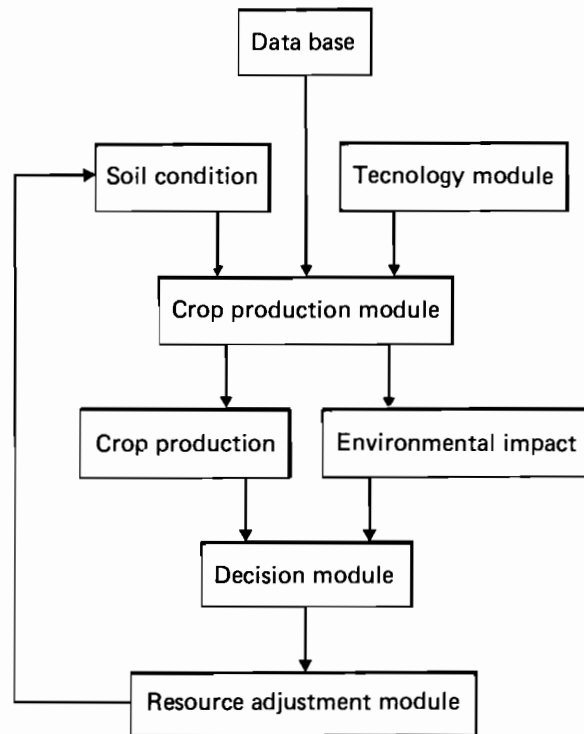 Data base
Soil condition
Tecnology module
Crop production module
Crop production
Environmental impact
Decision module
Resource adjustment module